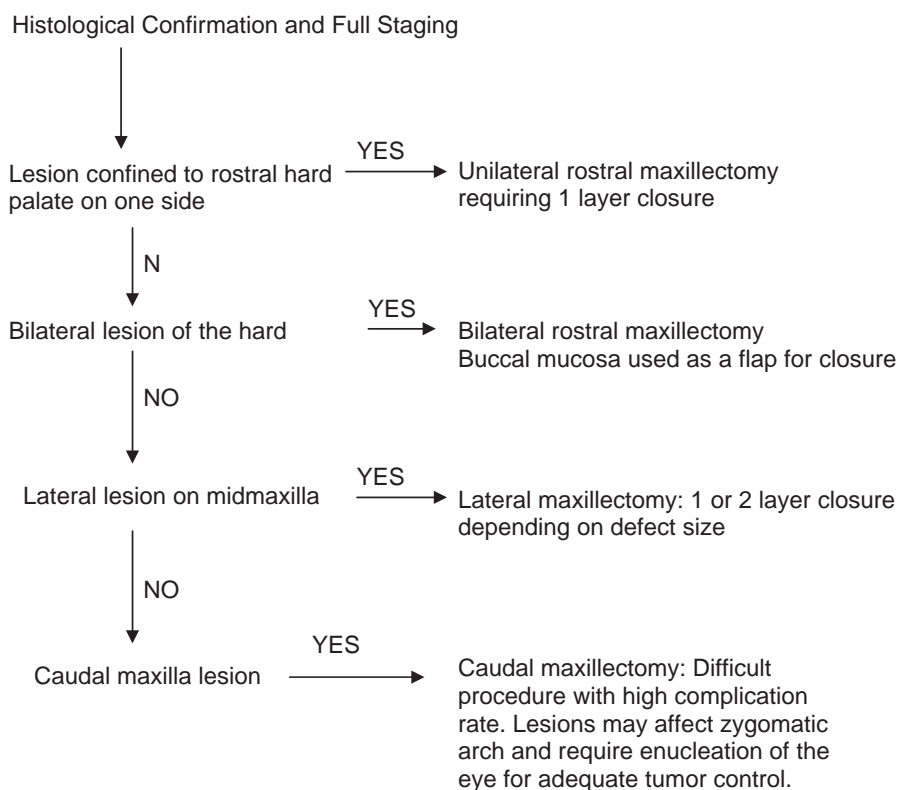 Histological Confirmation and Full Staging
Lesion confined to rostral hard
palate on one side
YES
Unilateral rostral maxillectomy
requiring 1 layer closure
N
Bilateral lesion of the hard
YES
Bilateral rostral maxillectomy
Buccal mucosa used as a flap for closure
NO
Lateral lesion on midmaxilla
YES
Lateral maxillectomy: 1 or 2 layer closure
depending on defect size
NO
Caudal maxilla lesion
YES
Caudal maxillectomy: Difficult
procedure with high complication
rate. Lesions may affect zygomatic
arch and require enucleation of the
eye for adequate tumor control.